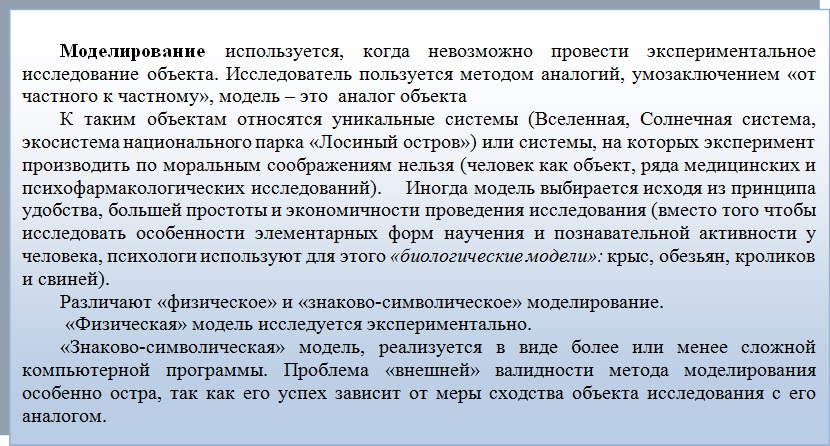 Моделирование используется, когда невозможно провести экспериментальное
исследование объекта. Исследователь пользуется методом аналогий, умозаключением «от
частного к частному», модель – это аналог объекта
К таким объектам относятся уникальные системы (Вселенная, Солнечная система,
экосистема национального парка «Лосиный остров») или системы, на которых эксперимент
производить по моральным соображениям нельзя (человек как объект, ряда медицинских и
психофармакологических исследований). Иногда модель выбирается исходя из принципа
удобства, большей простоты и экономичности проведения исследования (вместо того чтобы
исследовать особенности элементарных форм научения и познавательной активности у
человека, психологи используют для этого «биологические модели»: крыс, обезьян, кроликов
и свиней).
Различают «физическое» и «знаково-символическое» моделирование.
«Физическая» модель исследуется экспериментально.
«Знаково-символическая» модель, реализуется в виде более или менее сложной
компьютерной программы. Проблема «внешней» валидности метода моделирования
особенно остра, так как его успех зависит от меры сходства объекта исследования с его
аналогом.